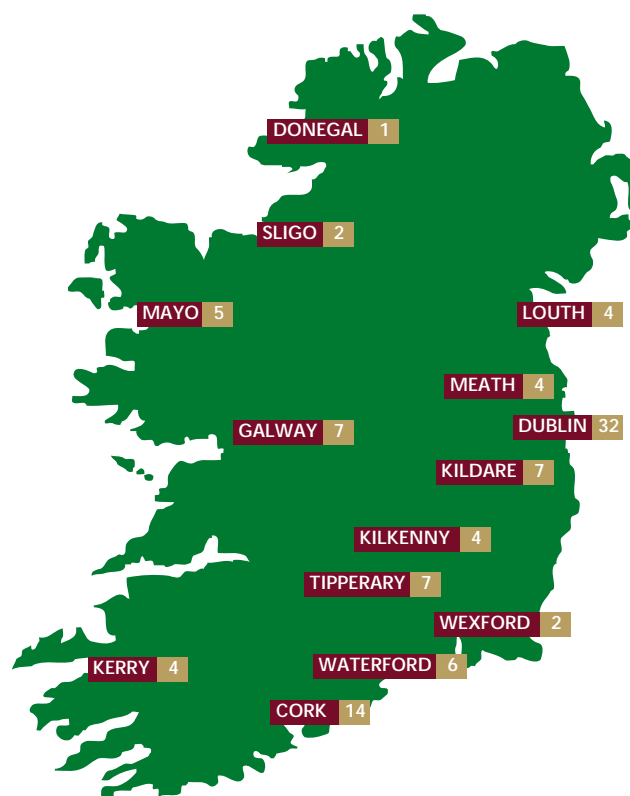 DONEGAL 1
SLIGO 2
MAYO 5
LOUTH 4
MEATH 4
DUBLIN 32
GALWAY 7
KILDARE 7
KILKENNY 4
TIPPERARY 7
WEXFORD 2
WATERFORD 6
KERRY 4
CORK 14